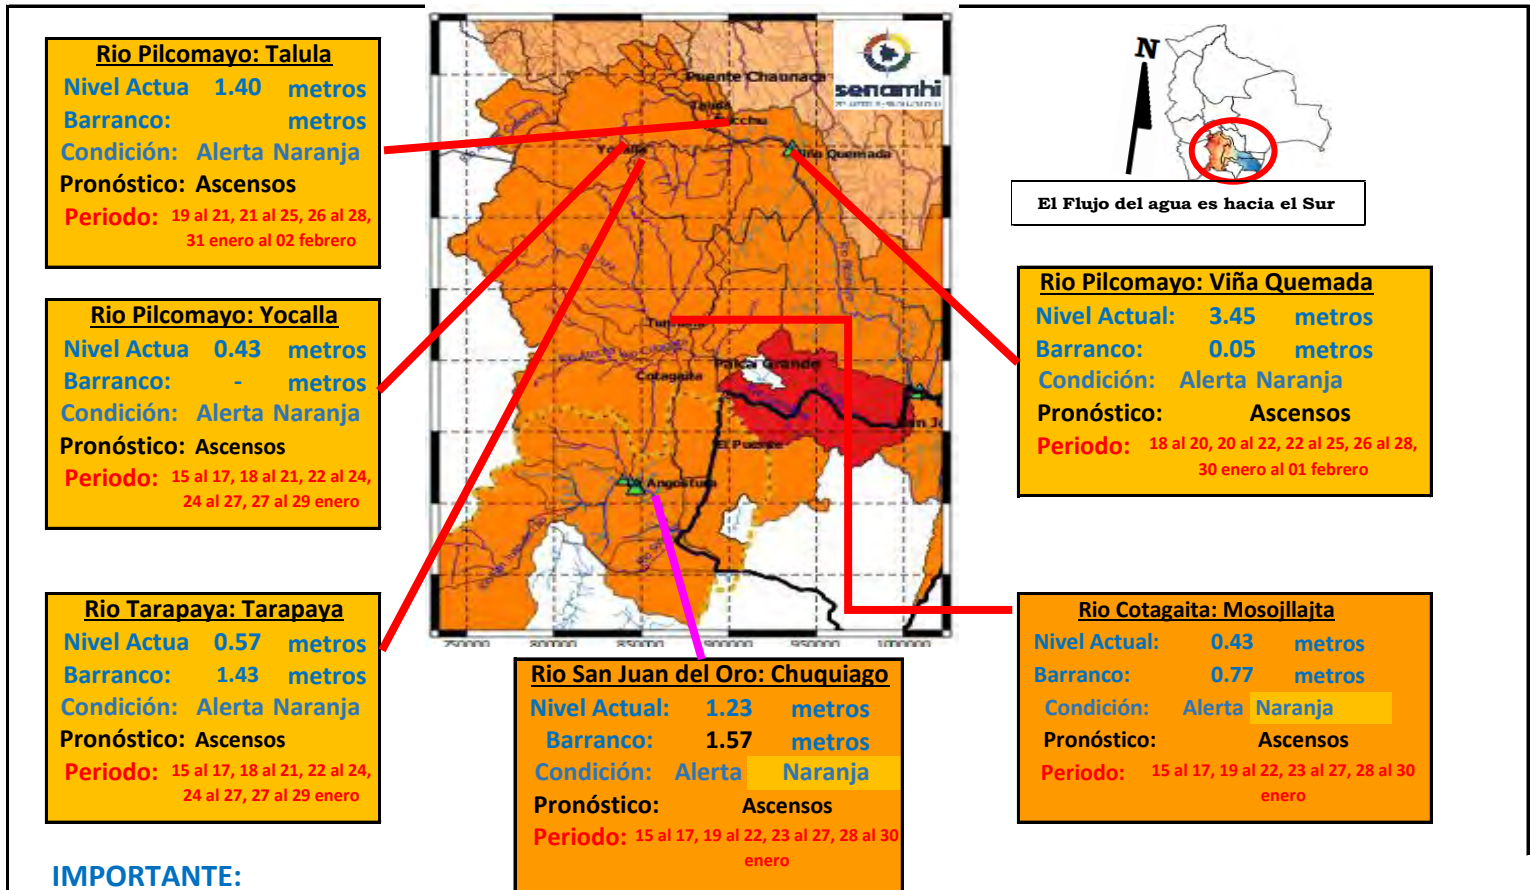 Rio Pilcomayo: Talula
Nivel Actua 1.40 metros
Barranco: metros
Condición: Alerta Naranja
Pronóstico: Ascensos
Periodo: 19 al 21, 21 al 25, 26 al 28,
31 enero al 02 febrero
Rio Pilcomayo: Yocalla
Nivel Actua 0.43 metros
Barranco: - metros
Condición: Alerta Naranja
Pronóstico: Ascensos
Periodo: 15 al 17, 18 al 21, 22 al 24,
24 al 27, 27 al 29 enero
Rio Tarapaya: Tarapaya
Nivel Actua 0.57 metros
Barranco: 1.43 metros
Condición: Alerta Naranja
Pronóstico: Ascensos
Periodo: 15 al 17, 18 al 21, 22 al 24,
24 al 27, 27 al 29 enero
IMPORTANTE:
senamhi
Puente Chaunaca
Viña Quemada
Palca Grande
Cotagaita
El Puente
Angostura
850000
900000
950000
1000000
Rio San Juan del Oro: Chuquiago
Nivel Actual: 1.23 metros
Barranco: 1.57 metros
Condición: Alerta Naranja
Pronóstico: Ascensos
Periodo: 15 al 17, 19 al 22, 23 al 27, 28 al 30
enero
N
El Flujo del agua es hacia el Sur
Rio Pilcomayo: Viña Quemada
Nivel Actual: 3.45 metros
Barranco: 0.05 metros
Condición: Alerta Naranja
Pronóstico: Ascensos
Periodo: 18 al 20, 20 al 22, 22 al 25, 26 al 28,
30 enero al 01 febrero
Rio Cotagaita: Mosojllajta
Nivel Actual: 0.43 metros
Barranco: 0.77 metros
Condición: Alerta Naranja
Pronóstico: Ascensos
Periodo: 15 al 17, 19 al 22, 23 al 27, 28 al 30
enero